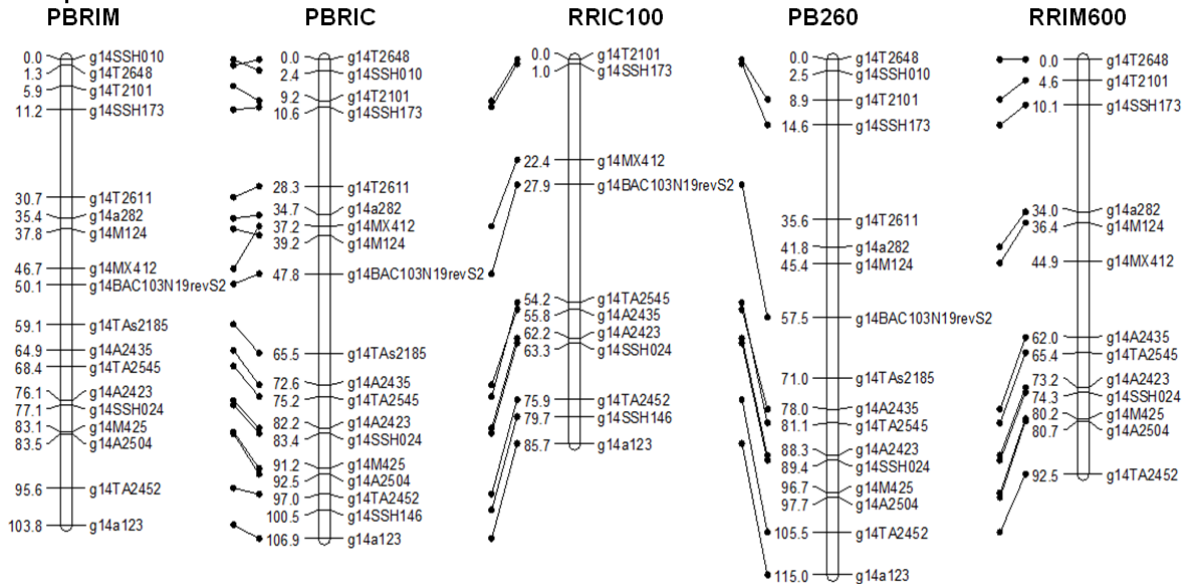 PBRIM
0.0 g14SSH010
1.3 g14T2648
5.9 g14T2101
11.2 g14SSH173
30.7 g14T2611
35.4 g14a282
37.8 g14M124
46.7 g14MX412
50.1 g14BAC103N19revS2
59.1 g14TAs2185
64.9 g14A2435
68.4 g14TA2545
76.1 g14A2423
77.1 g14SSH024
83.1 g14M425
83.5 g14A2504
95.6 g14TA2452
103.8 g14a123
PBRIC
0.0 g14T2648
2.4 g14SSH010
9.2 g14T2101
10.6 g14SSH173
28.3 g14T2611
34.7 g14a282
37.2 g14MX412
39.2 g14M124
47.8 g14BAC103N19revS2
65.5 g14TAs2185
72.6 g14A2435
75.2 g14TA2545
82.2 g14A2423
83.4 g14SSH024
91.2 g14M425
92.5 g14A2504
97.0 g14TA2452
100.5 g14SSH146
106.9 g14a123
RRIC100
0.0 g14T2101
1.0 g14SSH173
22.4 g14MX412
27.9 g14BAC103N19revS2
54.2 g14TA2545
55.8 g14A2435
62.2 g14A2423
63.3 g14SSH024
75.9 g14TA2452
79.7 g14SSH146
85.7 g14a123
PB260
0.0 g14T2648
2.5 g14SSH010
8.9 g14T2101
14.6 g14SSH173
35.6 g14T2611
41.8 g14a282
45.4 g14M124
57.5 g14BAC103N19revS2
71.0 g14TAs2185
78.0 g14A2435
81.1 g14TA2545
88.3 g14A2423
89.4 g14SSH024
96.7 g14M425
97.7 g14A2504
105.5 g14TA2452
115.0 g14a123
RRIM600
0.0 g14T2648
4.6 g14T2101
10.1 g14SSH173
34.0 g14a282
36.4 g14M124
44.9 g14MX412
62.0 g14A2435
65.4 g14TA2545
73.2 g14A2423
74.3 g14SSH024
80.2 g14M425
80.7 g14A2504
92.5 g14TA2452